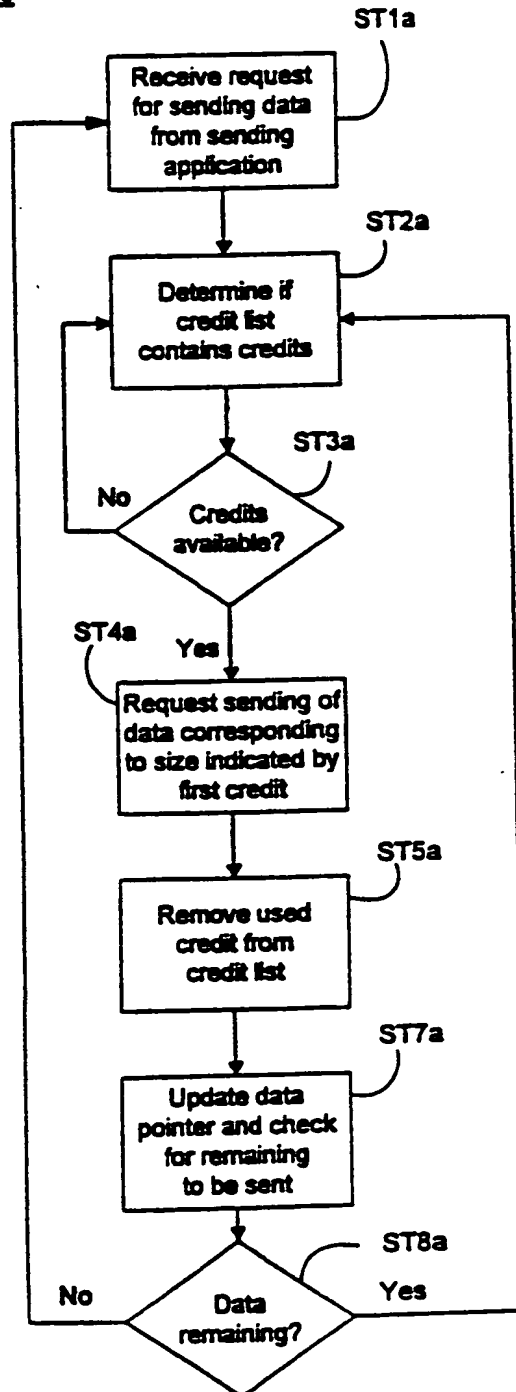 ST1a
Receive request
for sending data
from sending
application
ST2a
Determine if
credit list
contains credits
ST3a
No
Credits
available?
ST4a
Yes
Request sending of
data corresponding
to size indicated by
first credit
ST5a
Remove used
credit from
credit list
ST7a
Update data
pointer and check
for remaining
to be sent
ST8a
No
Yes
Data
remaining?